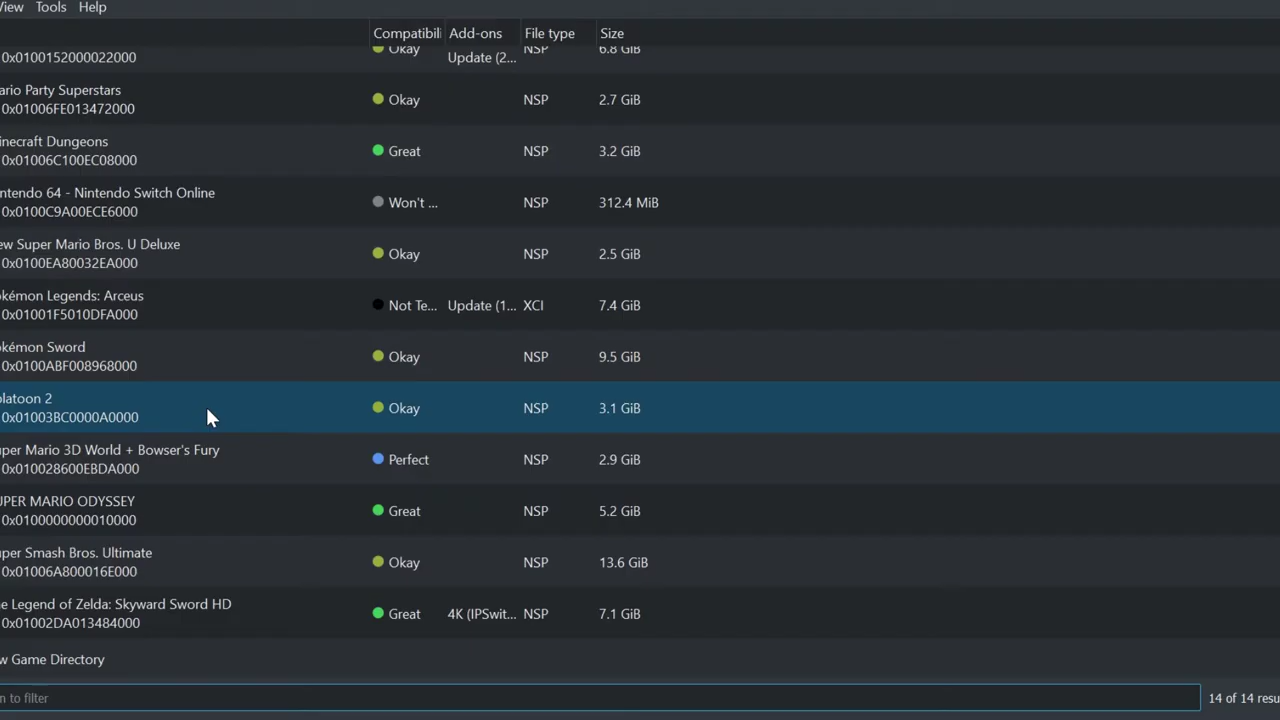 View Tools Help
Compatibili Add-ons File type Size
Okay NSP 6.8 GiB
0x0100152000022000 Update (2...
ario Party Superstars
0x01006FE013472000 Okay NSP 2.7 GiB
inecraft Dungeons
0x01006C100EC08000 Great NSP 3.2 GiB
ntendo 64 - Nintendo Switch Online
0x0100C9A00ECE6000 Won't ... NSP 312.4 MiB
ew Super Mario Bros. U Deluxe
0x0100EA80032EA000 Okay NSP 2.5 GiB
okémon Legends: Arceus
0x01001F5010DFA000 Not Te... Update (1... XCI 7.4 GiB
okémon Sword
0x0100ABF008968000 Okay NSP 9.5 GiB
platoon 2
0x01003BC0000A0000 Okay NSP 3.1 GiB
uper Mario 3D World + Bowser's Fury
0x010028600EBDA000 Perfect NSP 2.9 GiB
UPER MARIO ODYSSEY
0x0100000000010000 Great NSP 5.2 GiB
uper Smash Bros. Ultimate
0x01006A800016E000 Okay NSP 13.6 GiB
e Legend of Zelda: Skyward Sword HD
0x01002DA013484000 Great 4K (IPSwit... NSP 7.1 GiB
w Game Directory
n to filter 14 of 14 resu